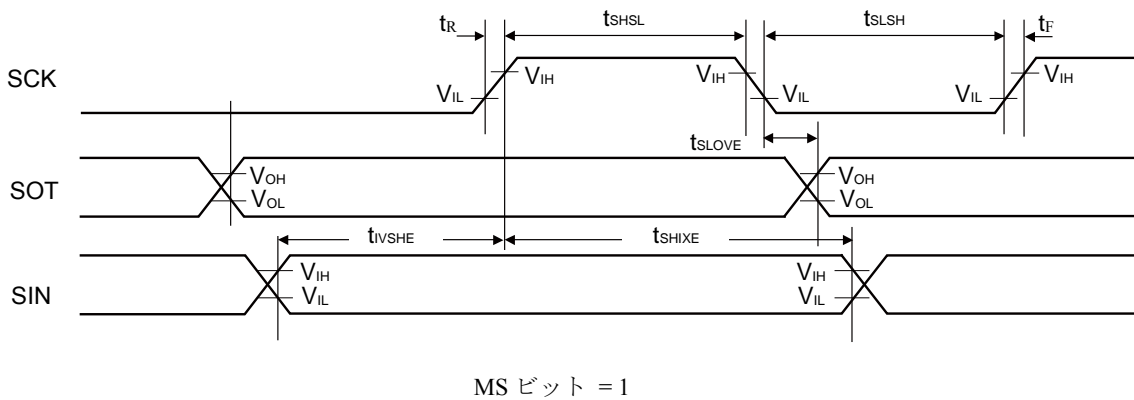 tR tSHSL tSLSH tF
SCK VIL VIH VIH VIL VIL VIH
tSLOVE
SOT VOH VOL VOH VOL
tIVSHE tSHIXE
SIN VIH VIL VIH VIL
MS ビット = 1